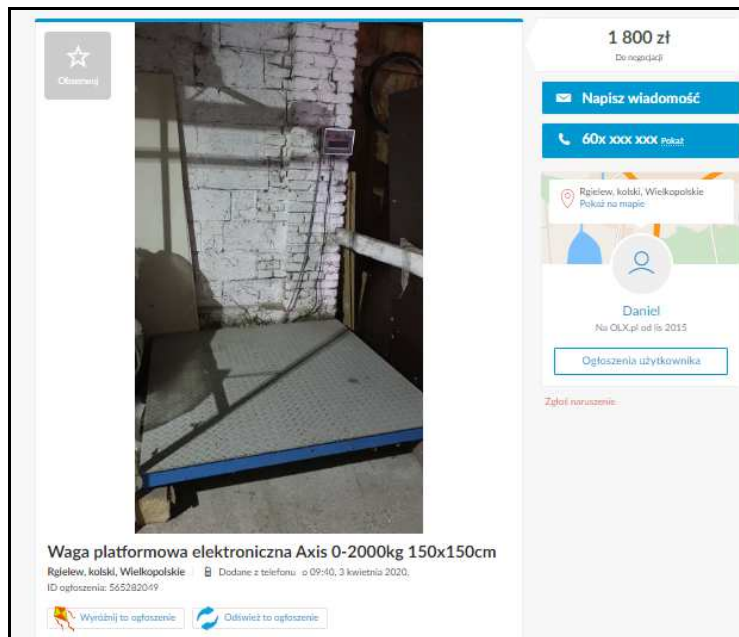 Obserwuj
1 800 zł
Do negocjacji
Napisz wiadomość
60x xxx xxx Pokaż
Rgielew, kolski, Wielkopolskie
Pokaż na mapie
Daniel
Na OLX.pl od lis 2015
Ogłoszenia użytkownika
Zgłoś naruszenie
Waga platformowa elektroniczna Axis 0-2000kg 150x150cm
Rgielew, kolski, Wielkopolskie Dodane z telefonu o 09:40, 3 kwietnia 2020,
ID ogłoszenia: 565282049
Wyróżnij to ogłoszenie Odśwież to ogłoszenie